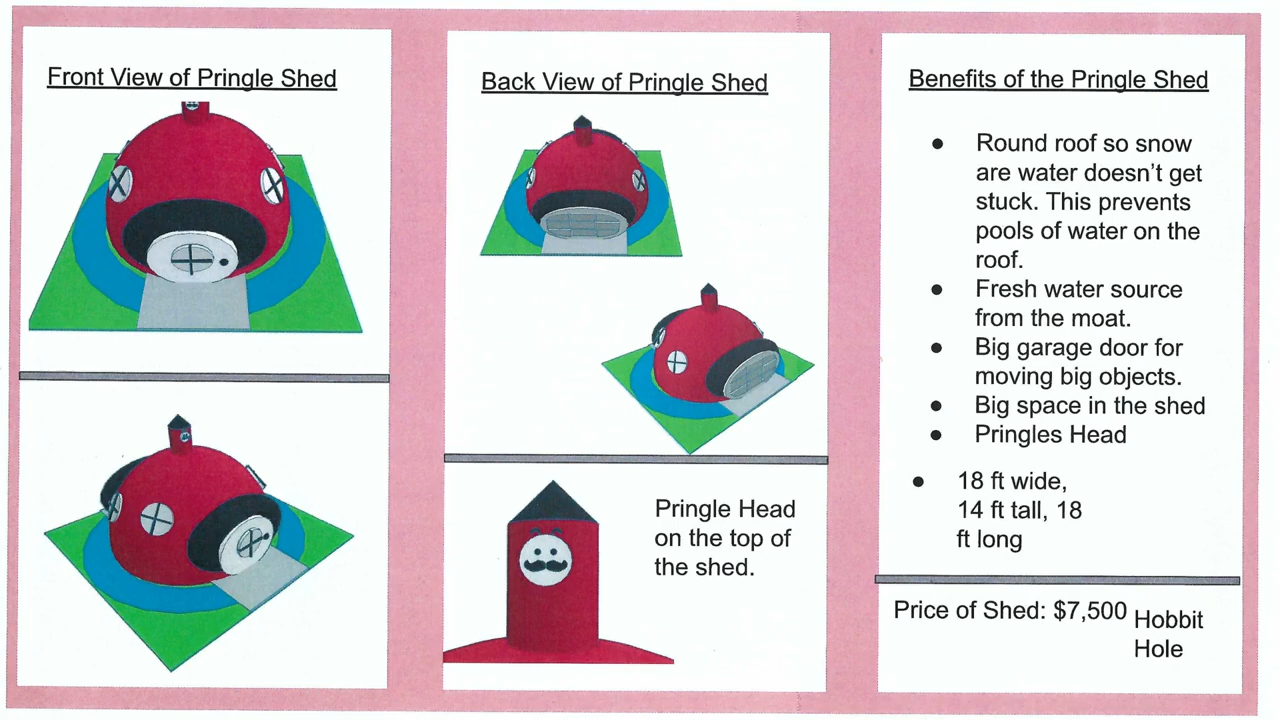 Front View of Pringle Shed
Back View of Pringle Shed
Pringle Head
on the top of
the shed.
Benefits of the Pringle Shed
● Round roof so snow
are water doesn't get
stuck. This prevents
pools of water on the
roof.
● Fresh water source
from the moat.
● Big garage door for
moving big objects.
● Big space in the shed
● Pringles Head
● 18 ft wide,
14 ft tall, 18
ft long
Price of Shed: $7,500
Hobbit
Hole